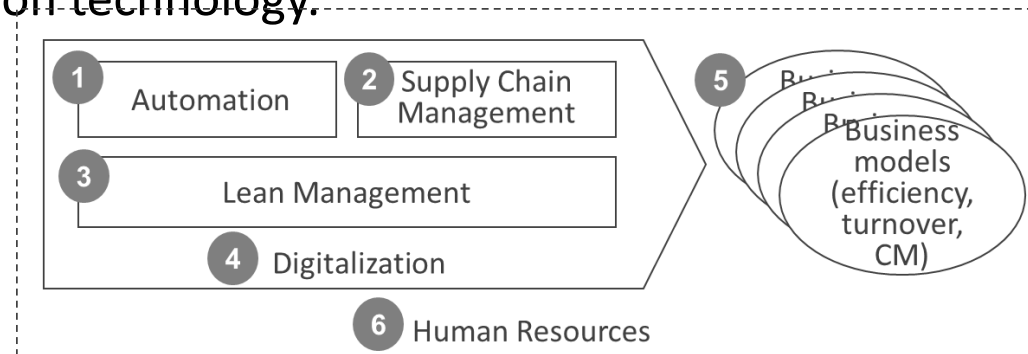 on technology.
1
Automation
2
Supply Chain
Management
3
Lean Management
4
Digitalization
5
Business
models
(efficiency,
turnover,
CM)
6
Human Resources